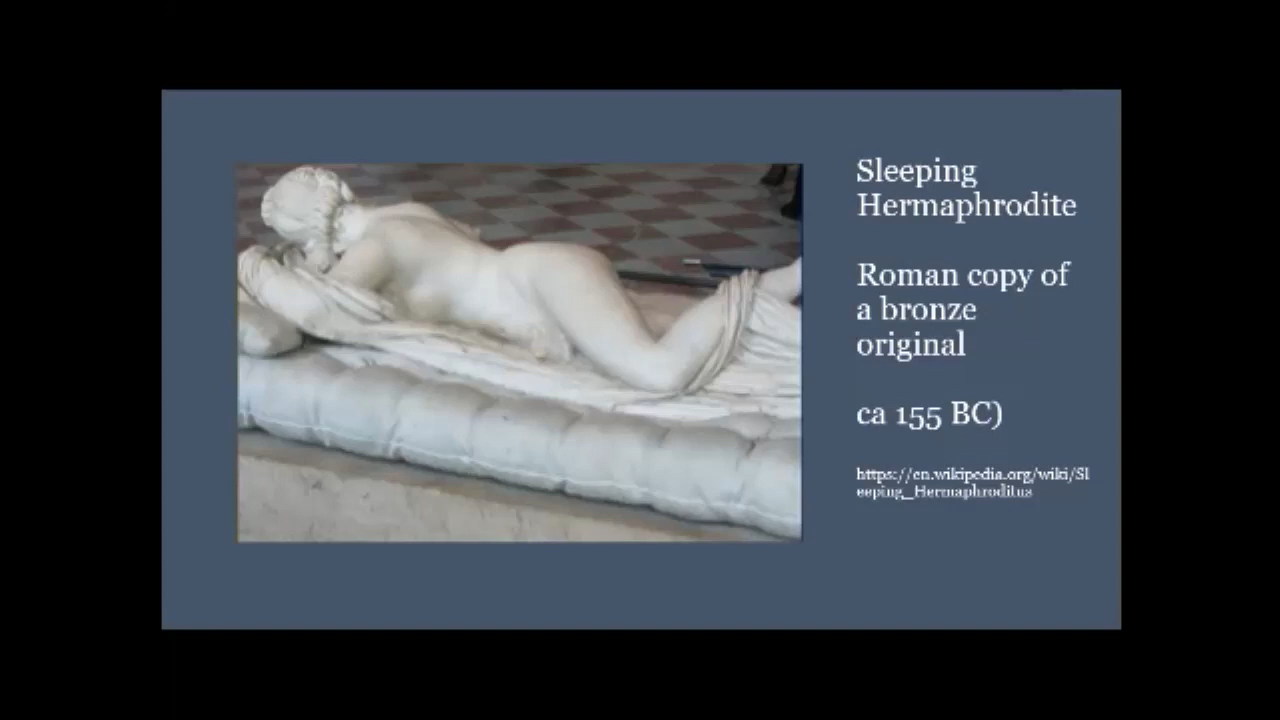 Sleeping
Hermaphrodite
Roman copy of
a bronze
original
ca 155 BC)
https://en.wikipedia.org/wiki/Sl
eeping_Hermaphroditus